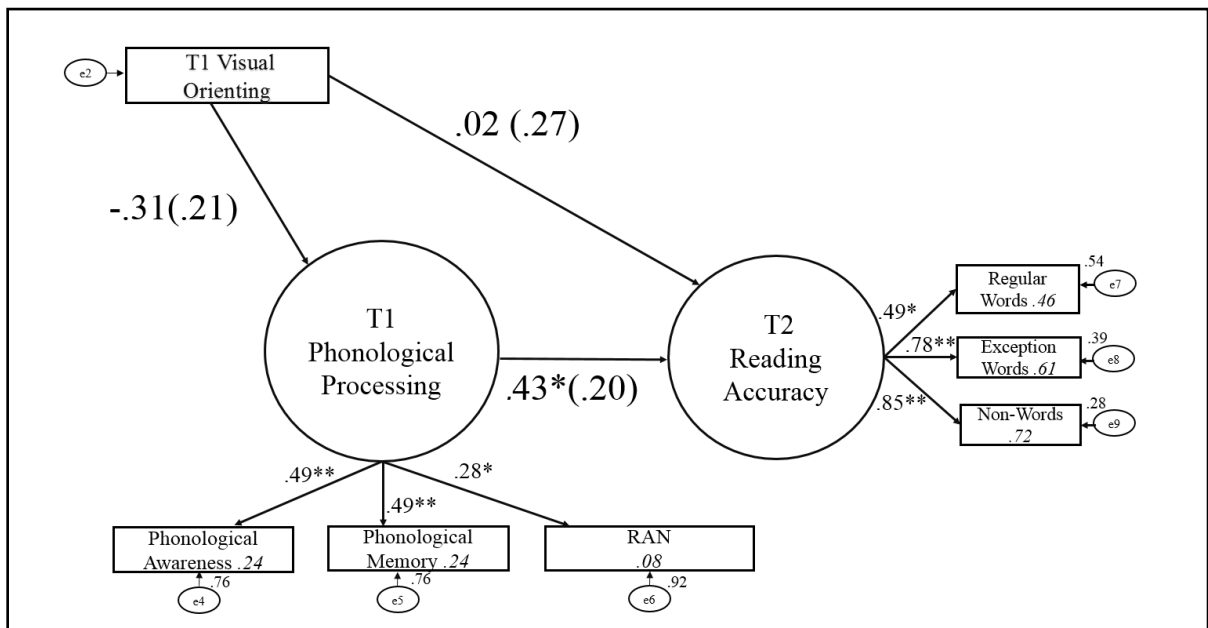 T1 Visual
Orienting
e2
.02 (.27)
-.31(.21)
T1
Phonological
Processing
.43*(.20)
T2
Reading
Accuracy
.49*
.78**
.85**
Regular
Words .46
.54
e7
Exception
Words .61
.39
e8
Non-Words
.72
.28
e9
.49**
.49**
.28*
Phonological
Awareness .24
.76
e4
Phonological
Memory .24
.76
e5
RAN
.08
.92
e6